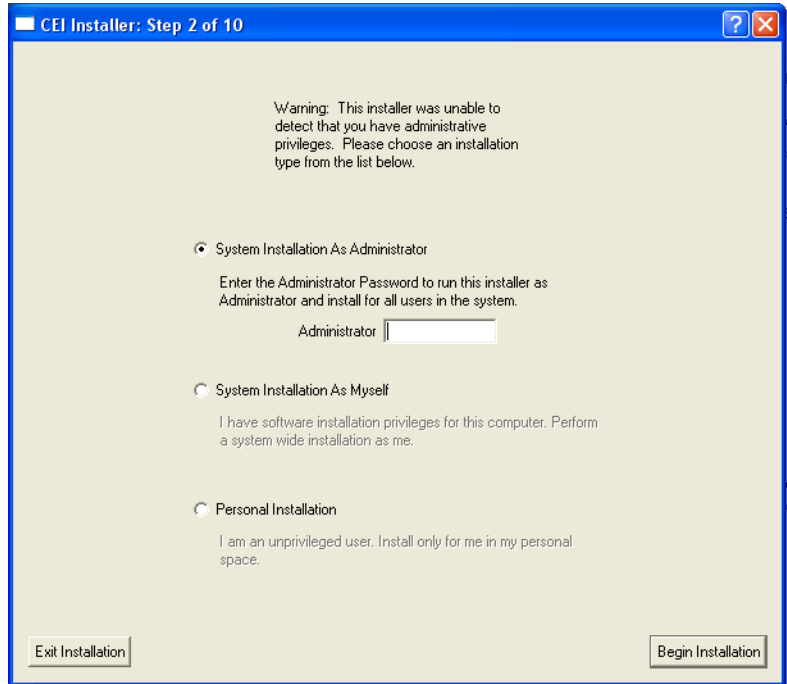 CEI Installer: Step 2 of 10
Warning:  This installer was unable to
detect that you have administrative
privileges.  Please choose an installation
type from the list below.
System Installation As Administrator
Enter the Administrator Password to run this installer as
Administrator and install for all users in the system.
Administrator
System Installation As Myself
I have software installation privileges for this computer. Perform
a system wide installation as me.
Personal Installation
I am an unprivileged user. Install only for me in my personal
space.
Exit Installation
Begin Installation